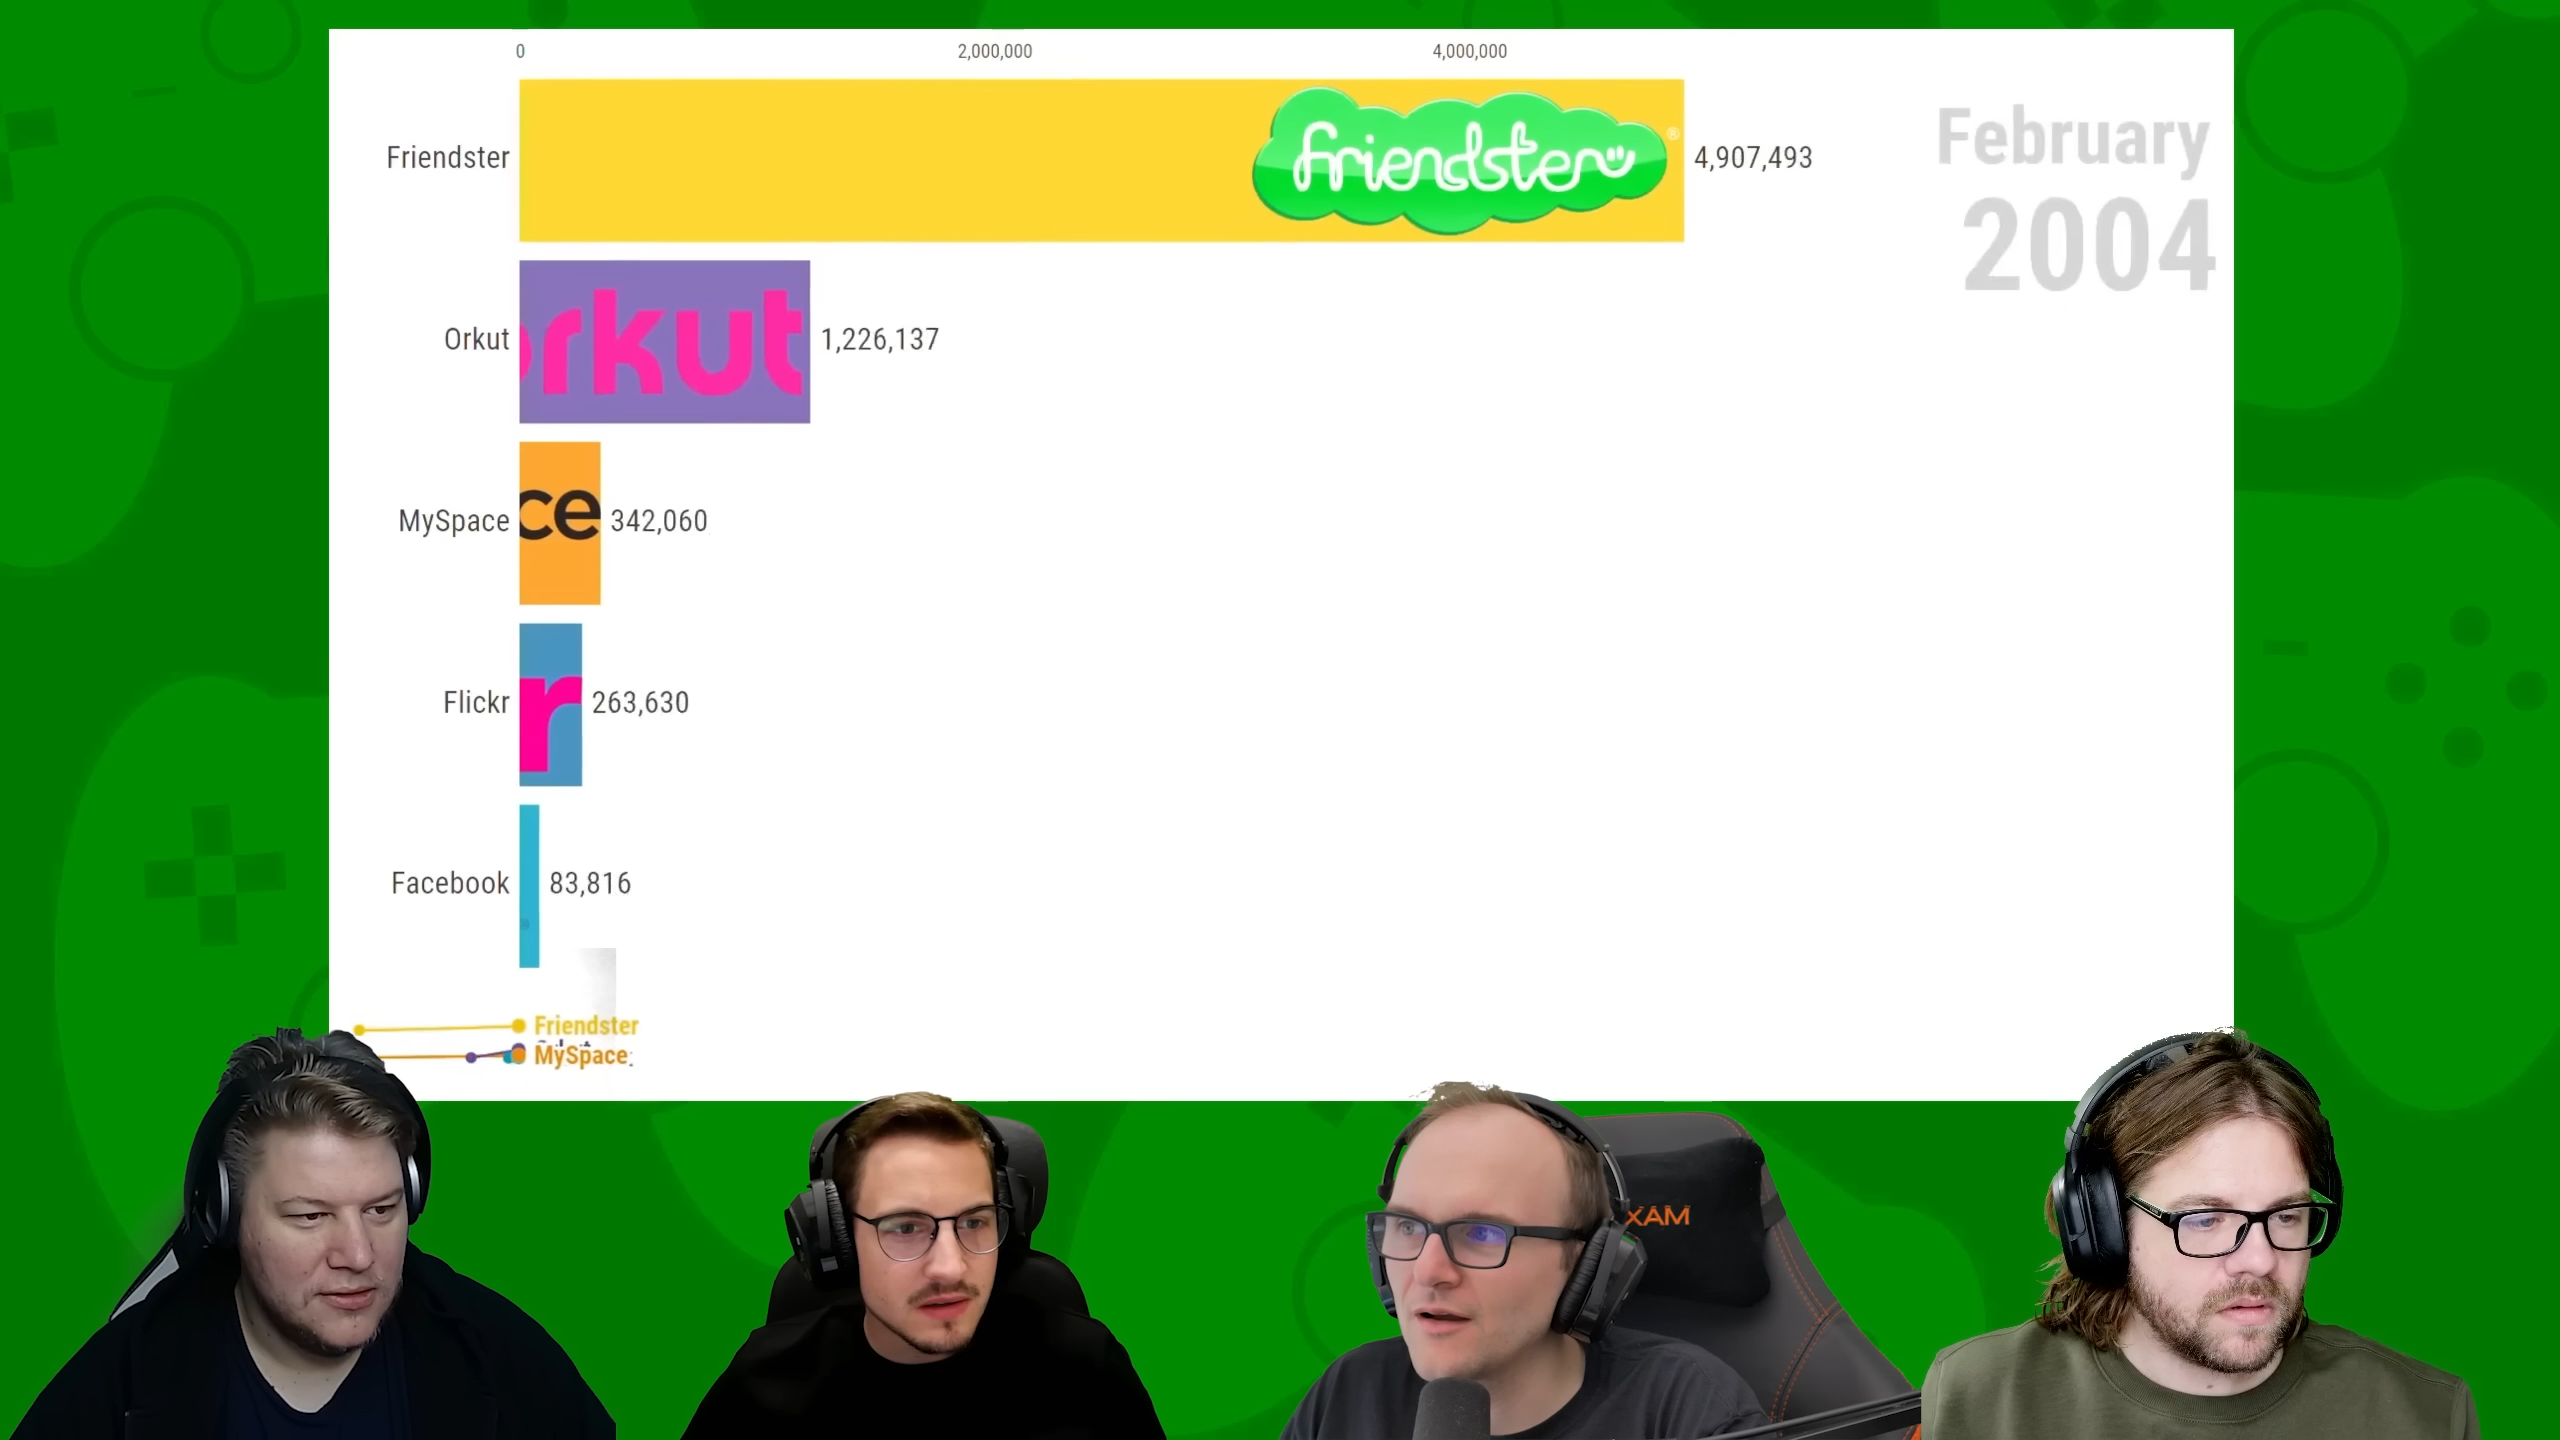 0 2,000,000 4,000,000
February
2004
Friendster friendster ® 4,907,493
Orkut orkut 1,226,137
MySpace ce 342,060
Flickr r 263,630
Facebook 83,816
Friendster
MySpace
XAM